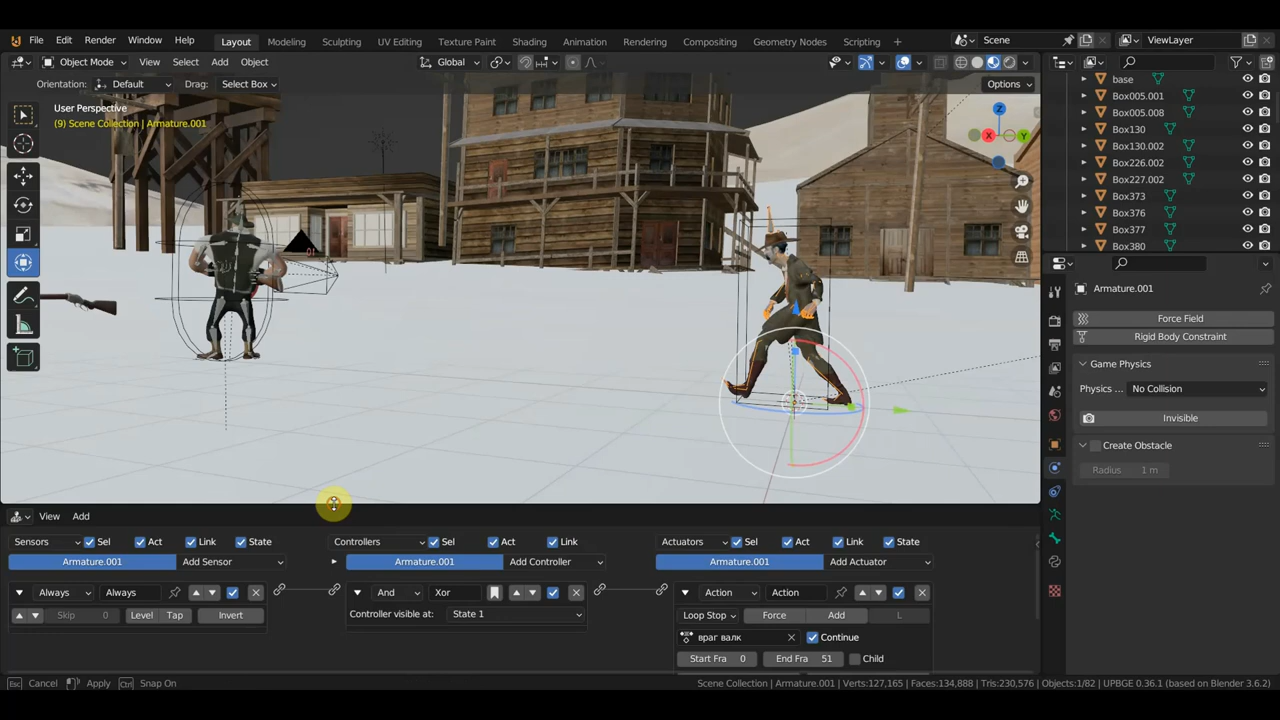 File Edit Render Window Help Layout Modeling Sculpting UV Editing Texture Paint Shading Animation Rendering Compositing Geometry Nodes Scripting + Scene ViewLayer
Object Mode View Select Add Object Global
Orientation: Default Drag: Select Box Options
User Perspective
(9) Scene Collection | Armature.001
Z
X
Y
base
Box005.001
Box005.008
Box130
Box130.002
Box226.002
Box227.002
Box373
Box376
Box377
Box380
Armature.001
Force Field
Rigid Body Constraint
Game Physics
Physics ... No Collision
Invisible
Create Obstacle
Radius 1 m
View Add
Sensors Sel Act Link State Controllers Sel Act Link Actuators Sel Act Link State
Armature.001 Add Sensor Armature.001 Add Controller Armature.001 Add Actuator
Always Always And Xor Action Action
Skip 0 Level Tap Invert Controller visible at: State 1 Loop Stop Force Add L
враг валк Continue
Start Fra 0 End Fra 51 Child
Esc Cancel Apply Ctrl Snap On Scene Collection | Armature.001 | Verts:127,165 | Faces:134,888 | Tris:230,576 | Objects:1/82 | UPBGE 0.36.1 (based on Blender 3.6.2)